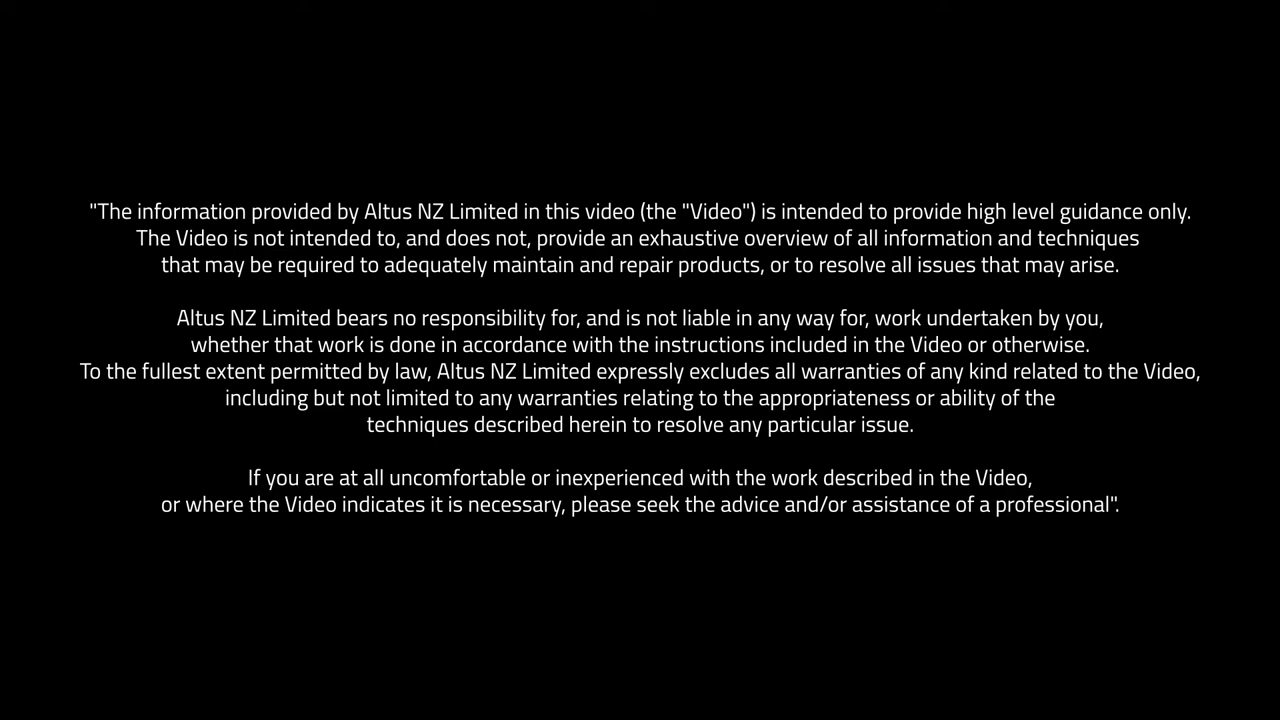 "The information provided by Altus NZ Limited in this video (the "Video") is intended to provide high level guidance only.
The Video is not intended to, and does not, provide an exhaustive overview of all information and techniques
that may be required to adequately maintain and repair products, or to resolve all issues that may arise.
Altus NZ Limited bears no responsibility for, and is not liable in any way for, work undertaken by you,
whether that work is done in accordance with the instructions included in the Video or otherwise.
To the fullest extent permitted by law, Altus NZ Limited expressly excludes all warranties of any kind related to the Video,
including but not limited to any warranties relating to the appropriateness or ability of the
techniques described herein to resolve any particular issue.
If you are at all uncomfortable or inexperienced with the work described in the Video,
or where the Video indicates it is necessary, please seek the advice and/or assistance of a professional".